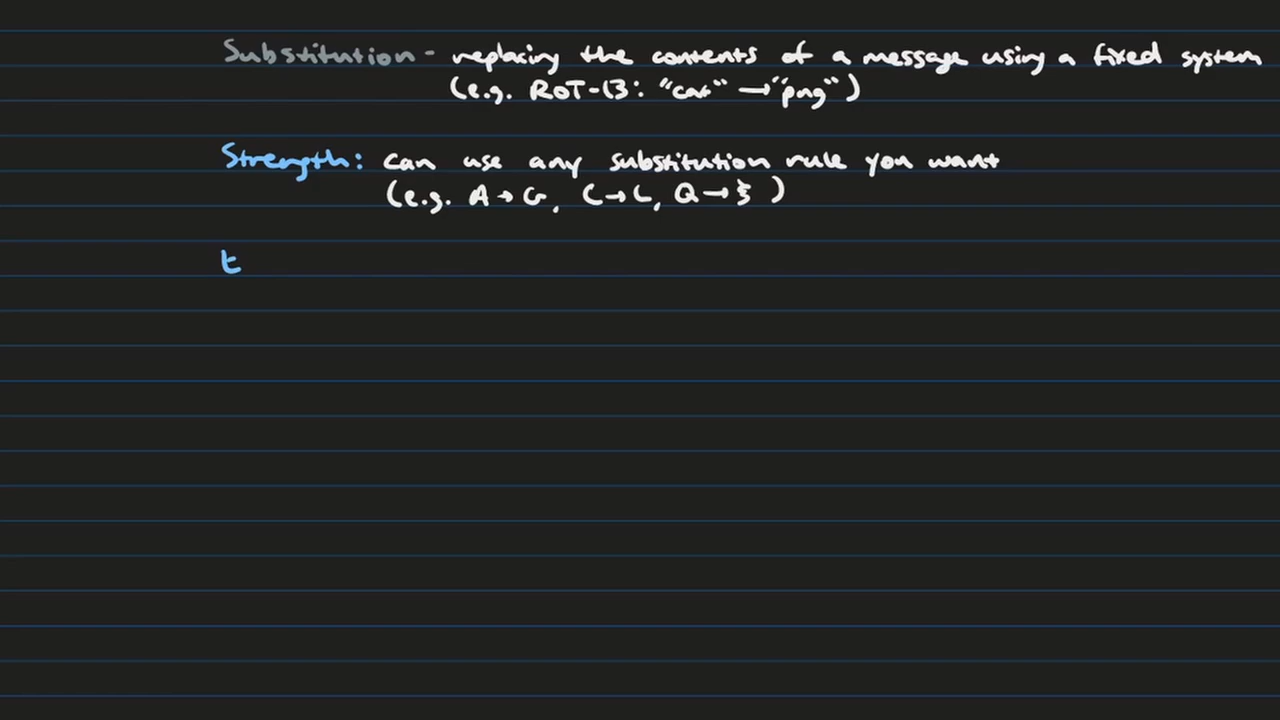 Substitution - replacing the contents of a message using a fixed system
(e.g. ROT-13: "cat" → "png")
Strength: can use any substitution rule you want
(e.g. A → G, C → L, Q → ξ )
t